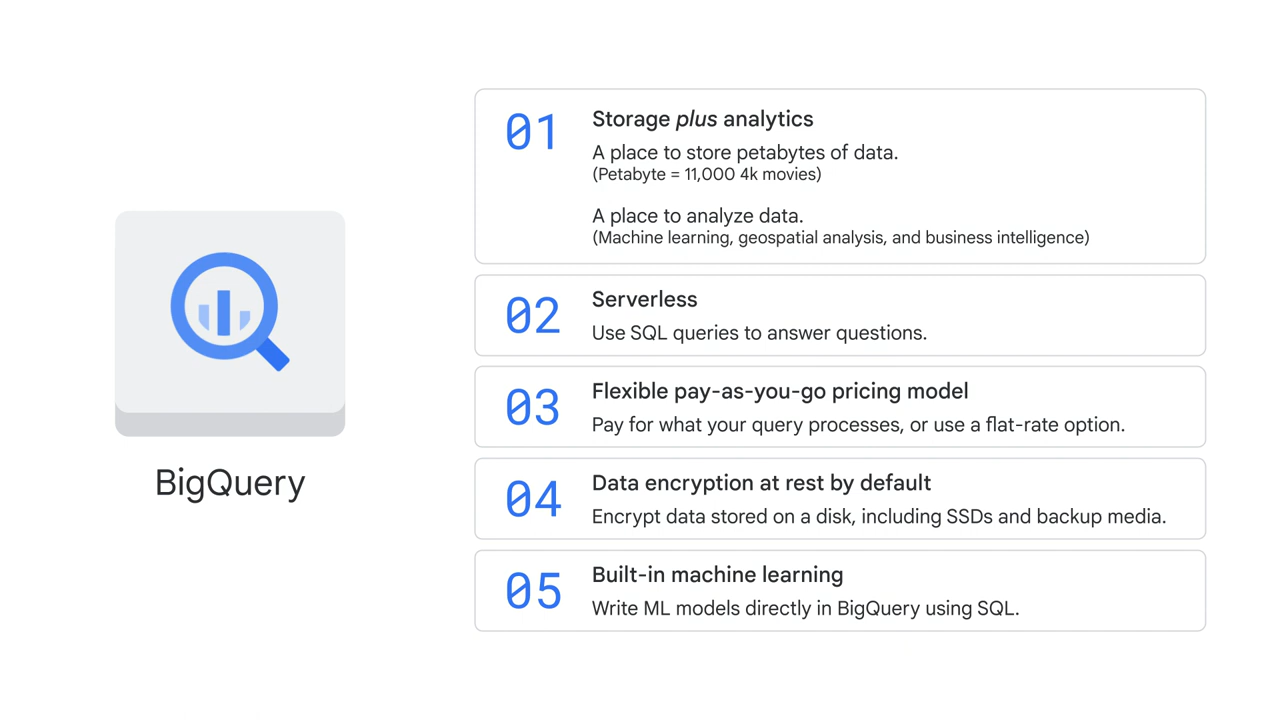 BigQuery
01
Storage plus analytics
A place to store petabytes of data.
(Petabyte = 11,000 4k movies)
A place to analyze data.
(Machine learning, geospatial analysis, and business intelligence)
02
Serverless
Use SQL queries to answer questions.
03
Flexible pay-as-you-go pricing model
Pay for what your query processes, or use a flat-rate option.
04
Data encryption at rest by default
Encrypt data stored on a disk, including SSDs and backup media.
05
Built-in machine learning
Write ML models directly in BigQuery using SQL.